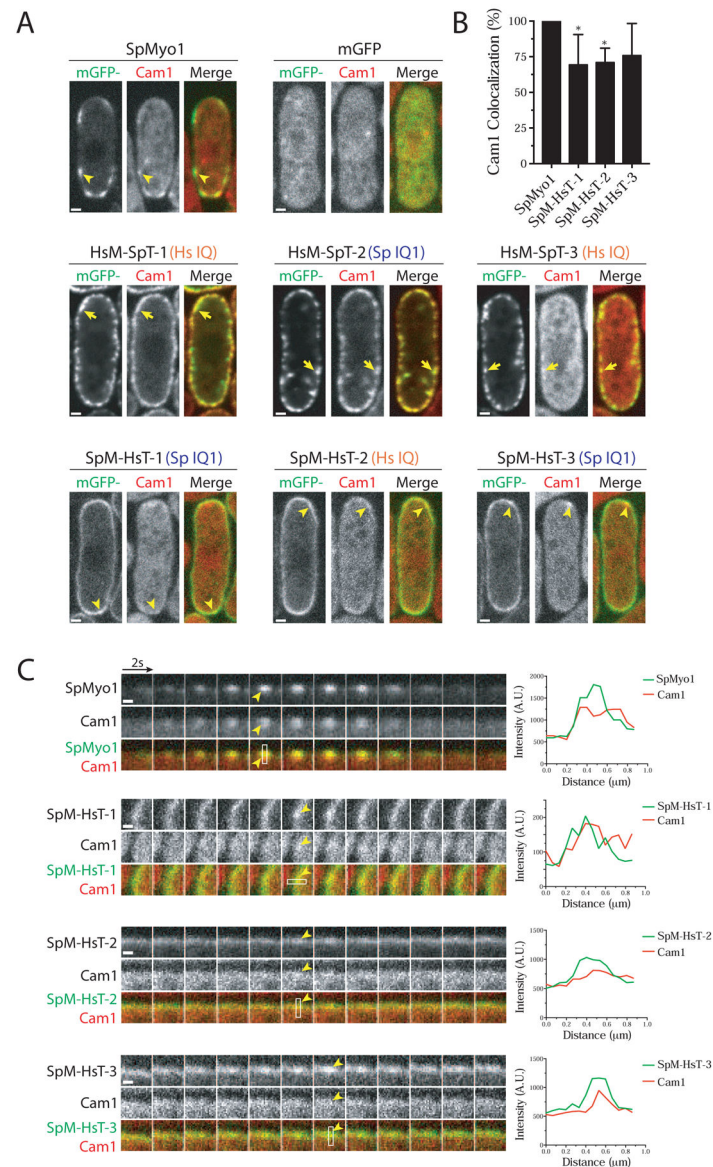 A
SpMyo1
mGFP- Cam1 Merge
mGFP
mGFP- Cam1 Merge
B
Cam1 Colocalization (%)
100
75
50
25
0
* *
SpMyo1
SpM-HsT-1
SpM-HsT-2
SpM-HsT-3
HsM-SpT-1 (Hs IQ)
mGFP- Cam1 Merge
HsM-SpT-2 (Sp IQ1)
mGFP- Cam1 Merge
HsM-SpT-3 (Hs IQ)
mGFP- Cam1 Merge
SpM-HsT-1 (Sp IQ1)
mGFP- Cam1 Merge
SpM-HsT-2 (Hs IQ)
mGFP- Cam1 Merge
SpM-HsT-3 (Sp IQ1)
mGFP- Cam1 Merge
C
2s
SpMyo1
Cam1
SpMyo1
Cam1
Intensity (A.U.)
2000
1500
1000
500
0
0.0 0.2 0.4 0.6 0.8 1.0
Distance (μm)
SpMyo1
Cam1
SpM-HsT-1
Cam1
SpM-HsT-1
Cam1
Intensity (A.U.)
200
100
0
0.0 0.2 0.4 0.6 0.8 1.0
Distance (μm)
SpM-HsT-1
Cam1
SpM-HsT-2
Cam1
SpM-HsT-2
Cam1
Intensity (A.U.)
1500
1000
500
0
0.0 0.2 0.4 0.6 0.8 1.0
Distance (μm)
SpM-HsT-2
Cam1
SpM-HsT-3
Cam1
SpM-HsT-3
Cam1
Intensity (A.U.)
1500
1000
500
0
0.0 0.2 0.4 0.6 0.8 1.0
Distance (μm)
SpM-HsT-3
Cam1